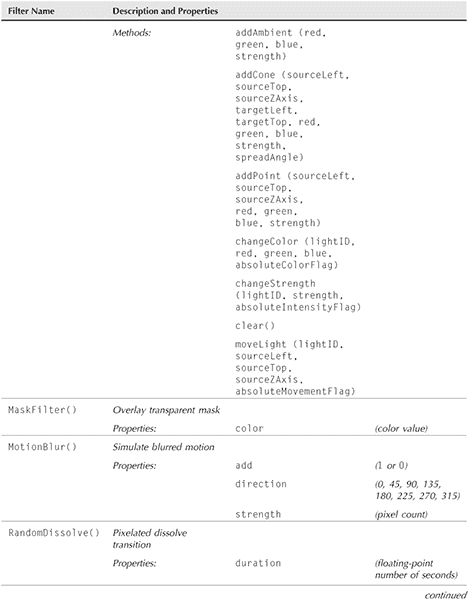 Filter Name Description and Properties
Methods: addAmbient (red,
green, blue,
strength)
addCone (sourceLeft,
sourceTop,
sourceZAxis,
targetLeft,
targetTop, red,
green, blue,
strength,
spreadAngle)
addPoint (sourceLeft,
sourceTop,
sourceZAxis,
red, green,
blue, strength)
changeColor (lightID,
red, green, blue,
absoluteColorFlag)
changeStrength
(lightID, strength,
absoluteIntensityFlag)
clear()
moveLight (lightID,
sourceLeft,
sourceTop,
sourceZAxis,
absoluteMovementFlag)
MaskFilter() Overlay transparent mask
Properties: color (color value)
MotionBlur() Simulate blurred motion
Properties: add (1 or 0)
direction (0, 45, 90, 135,
180, 225, 270, 315)
strength (pixel count)
RandomDissolve() Pixelated dissolve
transition
Properties: duration (floating-point
number of seconds)
continued